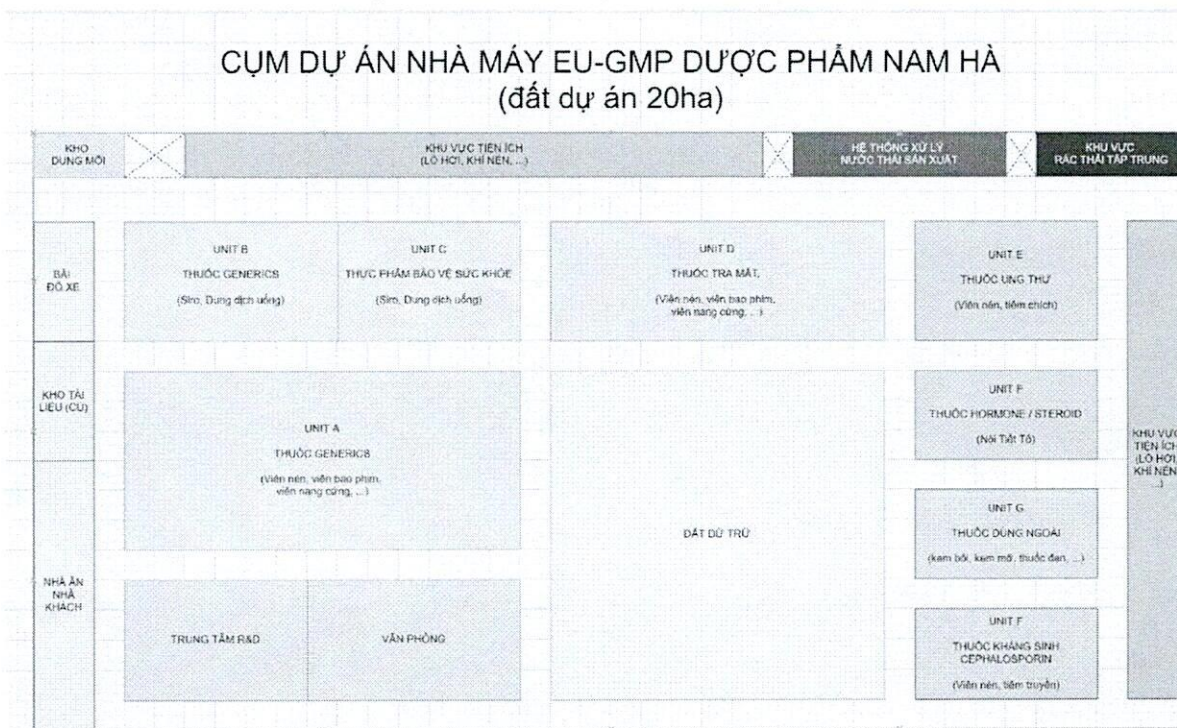 CỤM DỰ ÁN NHÀ MÁY EU-GMP DƯỢC PHẨM NAM HÀ
(đất dự án 20ha)
KHO
DUNG MÔI
KHU VỰC TIỆN ÍCH
(LÒ HƠI, KHÍ NÉN, ...)
HỆ THỐNG XỬ LÝ
NƯỚC THẢI SẢN XUẤT
KHU VỰC
RÁC THẢI TẬP TRUNG
BÃI
ĐỖ XE
UNIT B
THUỐC GENERICS
(Siro, Dung dịch uống)
UNIT C
THỰC PHẨM BẢO VỆ SỨC KHỎE
(Siro, Dung dịch uống)
UNIT D
THUỐC TRA MẮT,
(Viên nén, viên bao phim,
viên nang cứng, ...)
UNIT E
THUỐC UNG THƯ
(Viên nén, tiêm chích)
KHO TÀI
LIỆU (CŨ)
UNIT A
THUỐC GENERICS
(Viên nén, viên bao phim,
viên nang cứng, ...)
UNIT F
THUỐC HORMONE / STEROID
(Nội Tiết Tố)
KHU VỰC
TIỆN ÍCH
(LÒ HƠI,
KHÍ NÉN,
...)
ĐẤT DỰ TRỮ
UNIT G
THUỐC DÙNG NGOÀI
(kem bôi, kem mỡ, thuốc đạn, ...)
NHÀ ĂN
NHÀ
KHÁCH
TRUNG TÂM R&D
VĂN PHÒNG
UNIT F
THUỐC KHÁNG SINH
CEPHALOSPORIN
(Viên nén, tiêm truyền)